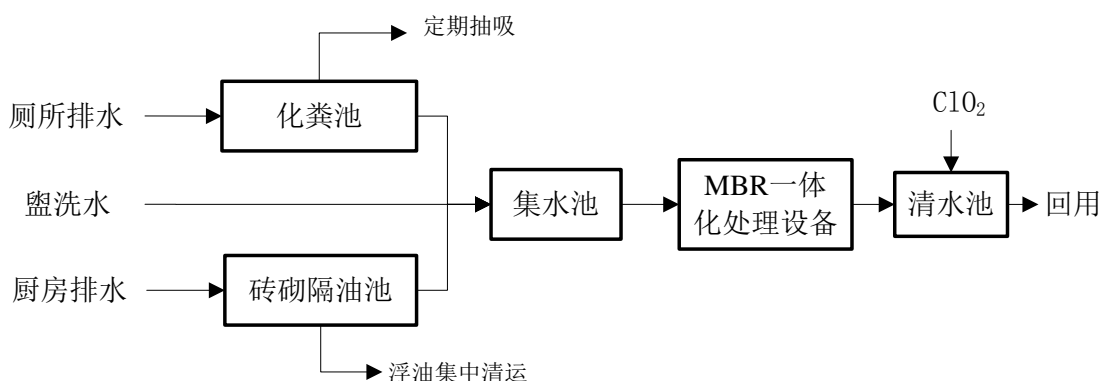 定期抽吸
厕所排水
化粪池
ClO₂
盥洗水
集水池
MBR一体
化处理设备
清水池
回用
厨房排水
砖砌隔油池
浮油集中清运